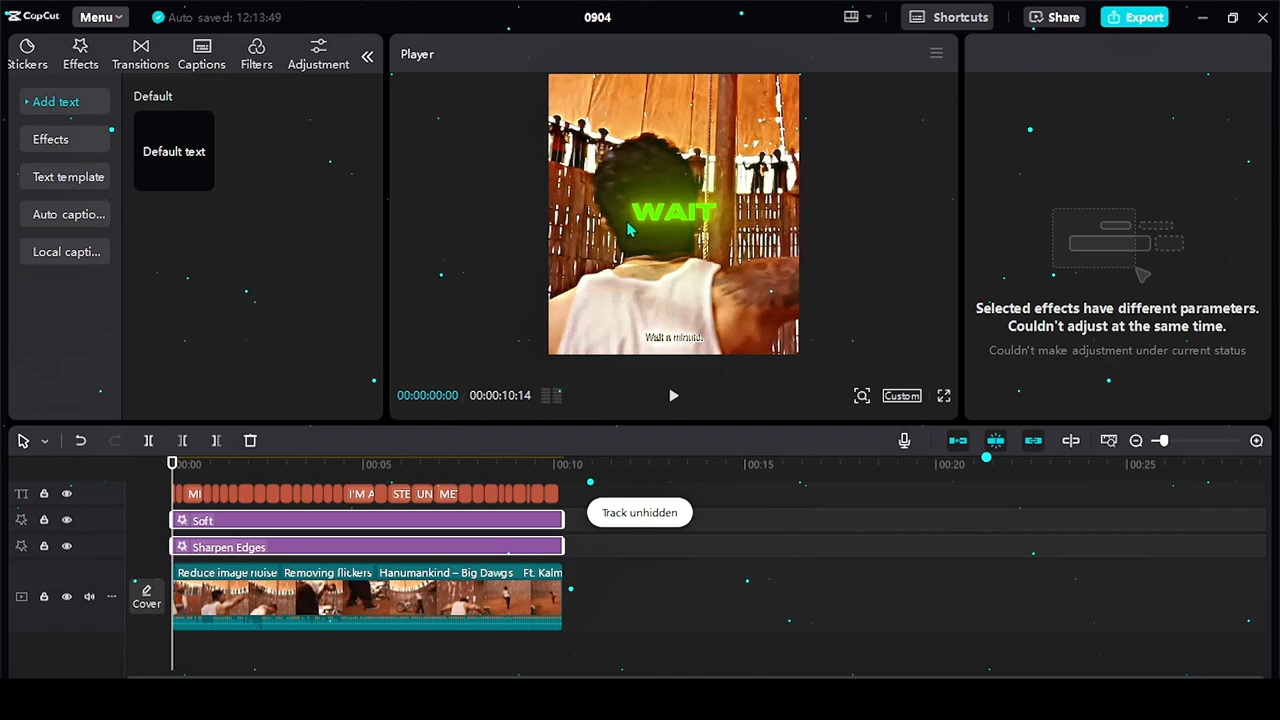 CapCut
Menu
Auto saved: 12:13:49
0904
Shortcuts
Share
Export
Stickers
Effects
Transitions
Captions
Filters
Adjustment
Add text
Effects
Text template
Auto captio...
Local capti...
Default
Default text
Player
WAIT
Wait a minute
00:00:00:00
00:00:10:14
Custom
Selected effects have different parameters.
Couldn't adjust at the same time.
Couldn't make adjustment under current status
00:00
00:05
00:10
00:15
00:20
00:25
TI
MI
I'M A
STE
UN
ME
Soft
Track unhidden
Sharpen Edges
Cover
Reduce image noise
Removing flickers
Hanumankind – Big Dawgs
Ft. Kalm